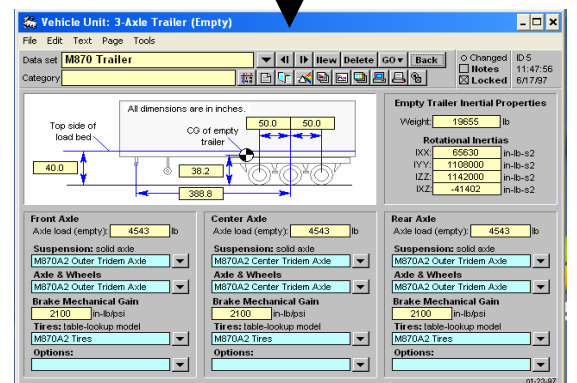 Vehicle Unit: 3-Axle Trailer (Empty)
File Edit Text Page Tools
Data set M870 Trailer New Delete GO Back Changed ID 5
Notes 11:47:56
Category Locked 6/17/97
All dimensions are in inches.
Top side of load bed
CG of empty trailer
50.0 50.0
40.0
38.2
388.8
Empty Trailer Inertial Properties
Weight: 19655 lb
Rotational Inertias
IXX: 65630 in-lb-s2
IYY: 1108000 in-lb-s2
IZZ: 1142000 in-lb-s2
IXZ: -41402 in-lb-s2
Front Axle
Axle load (empty): 4543 lb
Suspension: solid axle
M870A2 Outer Tridem Axle
Axle & Wheels
M870A2 Outer Tridem Axle
Brake Mechanical Gain
2100 in-lb/psi
Tires: table-lookup model
M870A2 Tires
Options:
Center Axle
Axle load (empty): 4543 lb
Suspension: solid axle
M870A2 Center Tridem Axle
Axle & Wheels
M870A2 Center Tridem Axle
Brake Mechanical Gain
2100 in-lb/psi
Tires: table-lookup model
M870A2 Tires
Options:
Rear Axle
Axle load (empty): 4543 lb
Suspension: solid axle
M870A2 Outer Tridem Axle
Axle & Wheels
M870A2 Outer Tridem Axle
Brake Mechanical Gain
2100 in-lb/psi
Tires: table-lookup model
M870A2 Tires
Options:
01-23-97